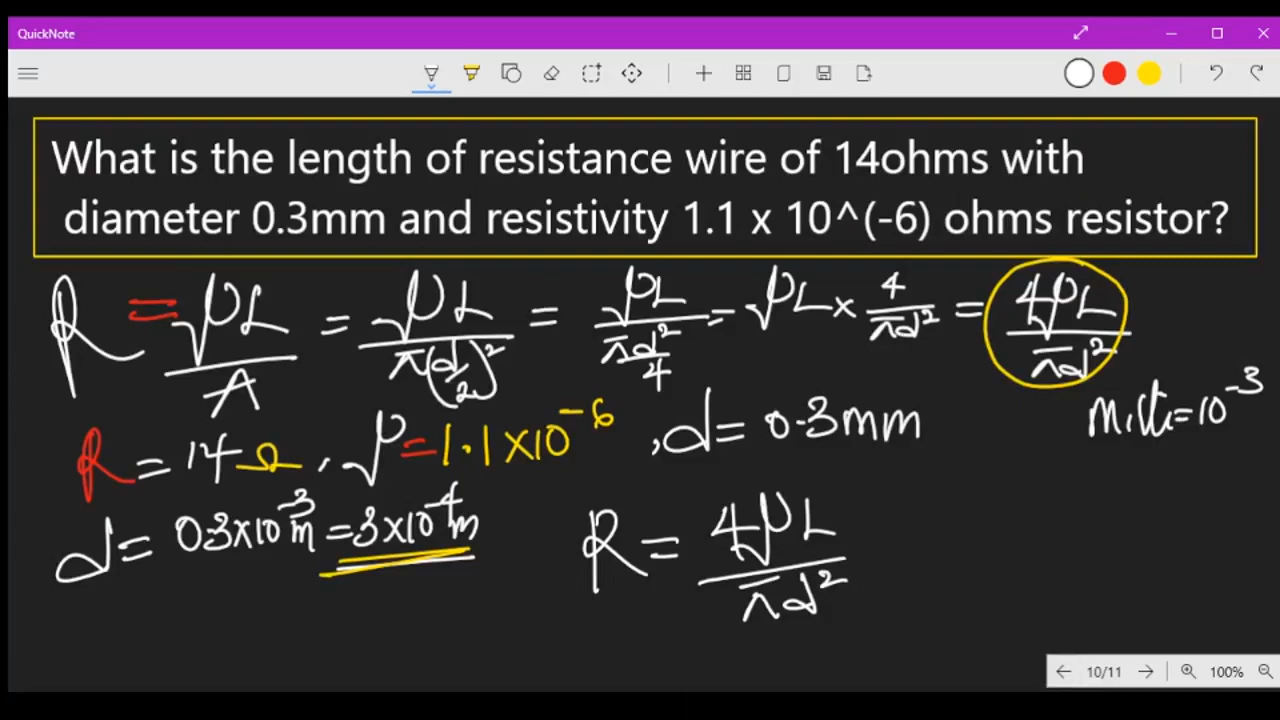 QuickNote
What is the length of resistance wire of 14ohms with
diameter 0.3mm and resistivity 1.1 x 10^(-6) ohms resistor?
R = ρL/A = ρL/π(d/2)² = ρL/(πd²/4) = ρL × 4/πd² = 4ρL/πd²
Milli = 10⁻³
R = 14Ω, ρ = 1.1×10⁻⁶, d = 0.3mm
d = 0.3×10⁻³m = 3×10⁻⁴m
R = 4ρL/πd²
10/11
100%